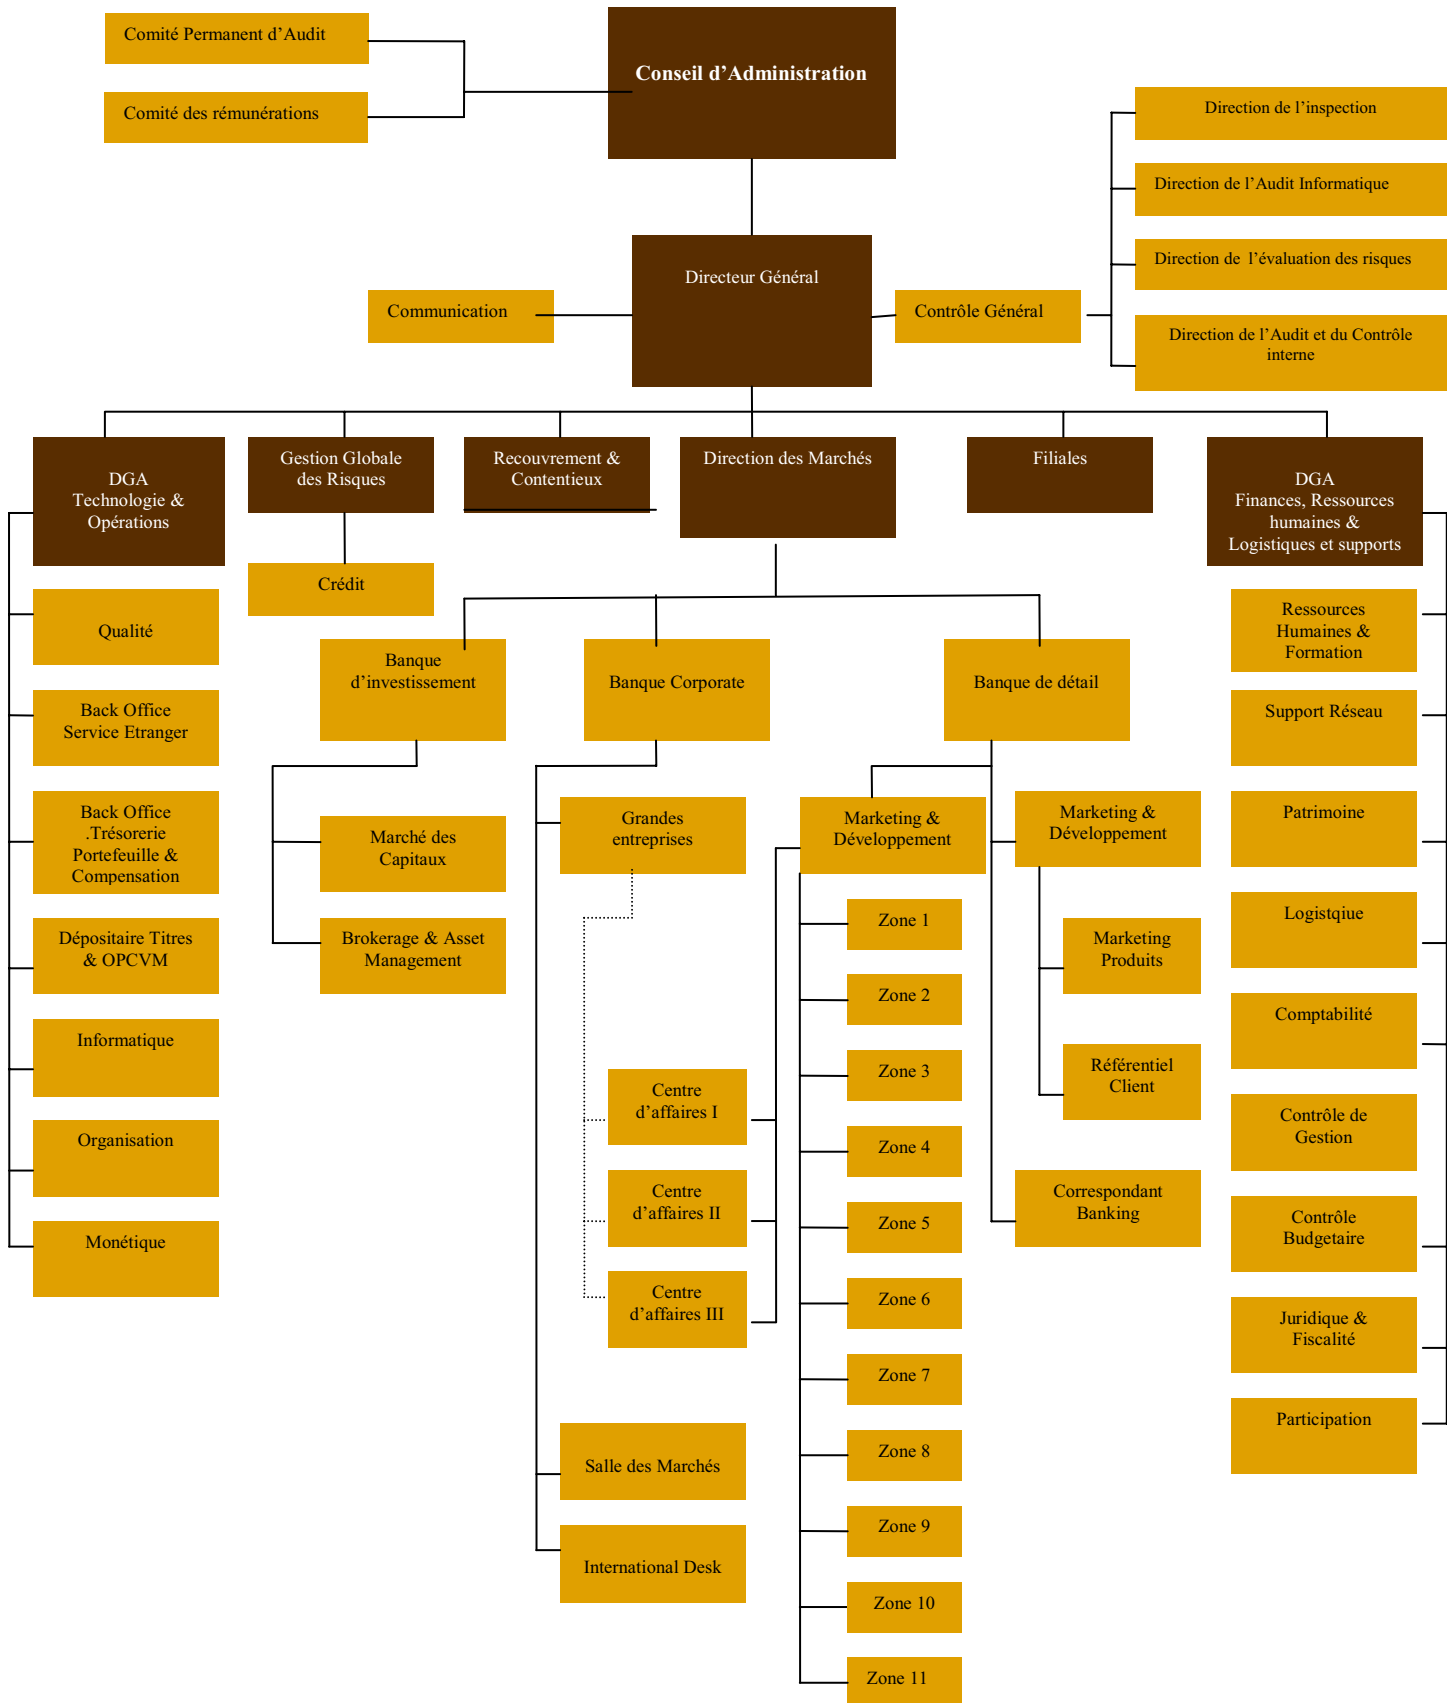 Comité Permanent d’Audit
Conseil d’Administration
Comité des rémunérations
Direction de l’inspection
Direction de l’Audit Informatique
Direction de l’évaluation des risques
Directeur Général
Communication
Contrôle Général
Direction de l’Audit et du Contrôle
interne
DGA
Technologie &
Opérations
Gestion Globale
des Risques
Recouvrement &
Contentieux
Direction des Marchés
Filiales
DGA
Finances, Ressources
humaines &
Logistiques et supports
Crédit
Qualité
Back Office
Service Etranger
Back Office
.Trésorerie
Portefeuille &
Compensation
Dépositaire Titres
& OPCVM
Informatique
Organisation
Monétique
Banque
d’investissement
Marché des
Capitaux
Brokerage & Asset
Management
Banque Corporate
Grandes
entreprises
Centre
d’affaires I
Centre
d’affaires II
Centre
d’affaires III
Salle des Marchés
International Desk
Banque de détail
Marketing &
Développement
Zone 1
Zone 2
Zone 3
Zone 4
Zone 5
Zone 6
Zone 7
Zone 8
Zone 9
Zone 10
Zone 11
Marketing &
Développement
Marketing
Produits
Référentiel
Client
Correspondant
Banking
Ressources
Humaines &
Formation
Support Réseau
Patrimoine
Logistqiue
Comptabilité
Contrôle de
Gestion
Contrôle
Budgetaire
Juridique &
Fiscalité
Participation